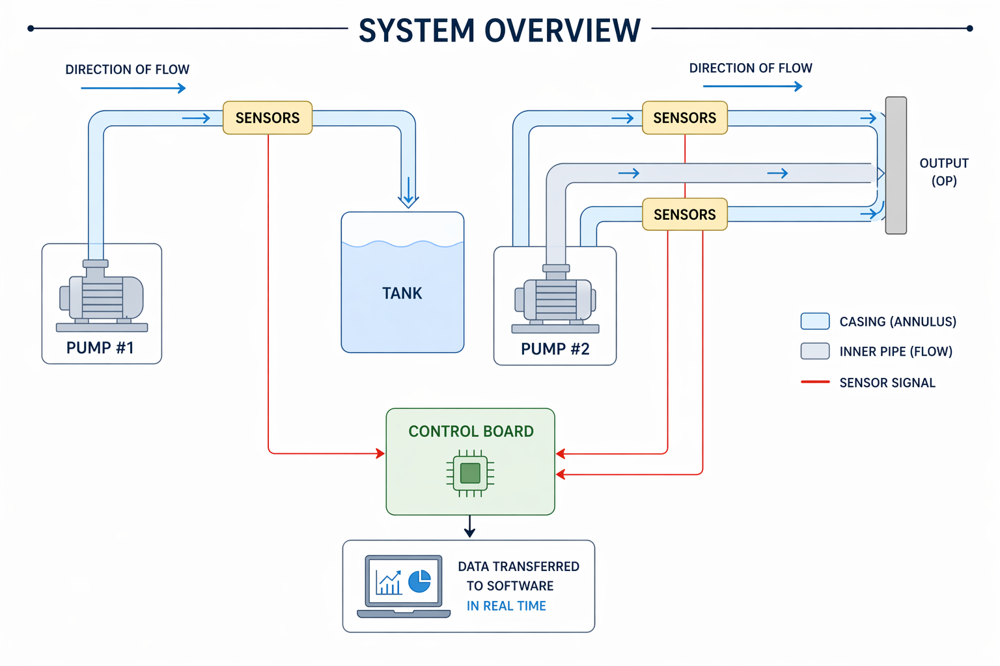 SYSTEM OVERVIEW
DIRECTION OF FLOW
DIRECTION OF FLOW
SENSORS
SENSORS
OUTPUT
(OP)
SENSORS
TANK
PUMP #1
PUMP #2
CASING (ANNULUS)
INNER PIPE (FLOW)
SENSOR SIGNAL
CONTROL BOARD
DATA TRANSFERRED
TO SOFTWARE
IN REAL TIME